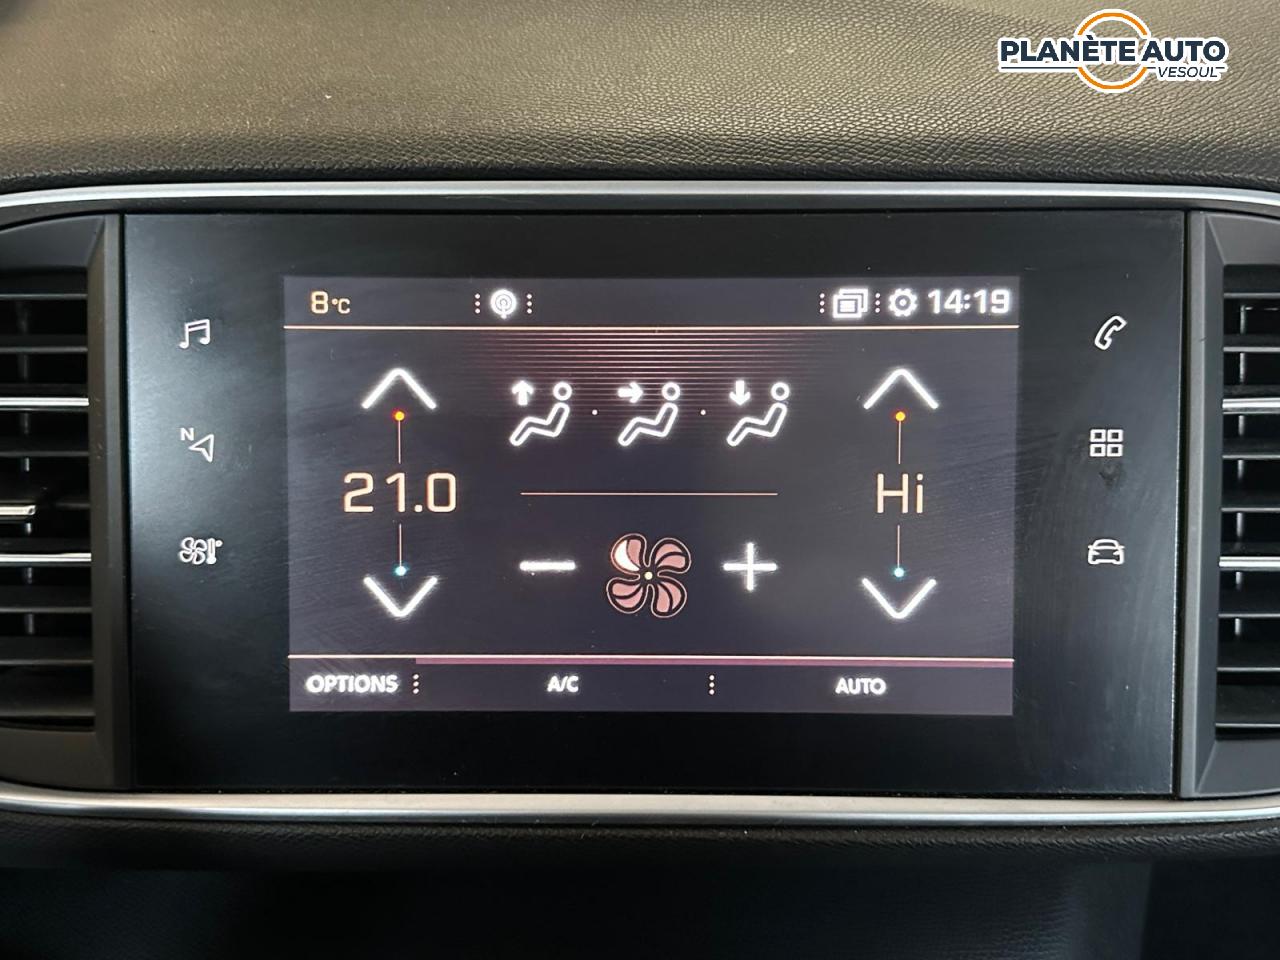 PLANÈTE AUTO
VESOUL
8°C
14:19
N
21.0
Hi
OPTIONS
A/C
AUTO